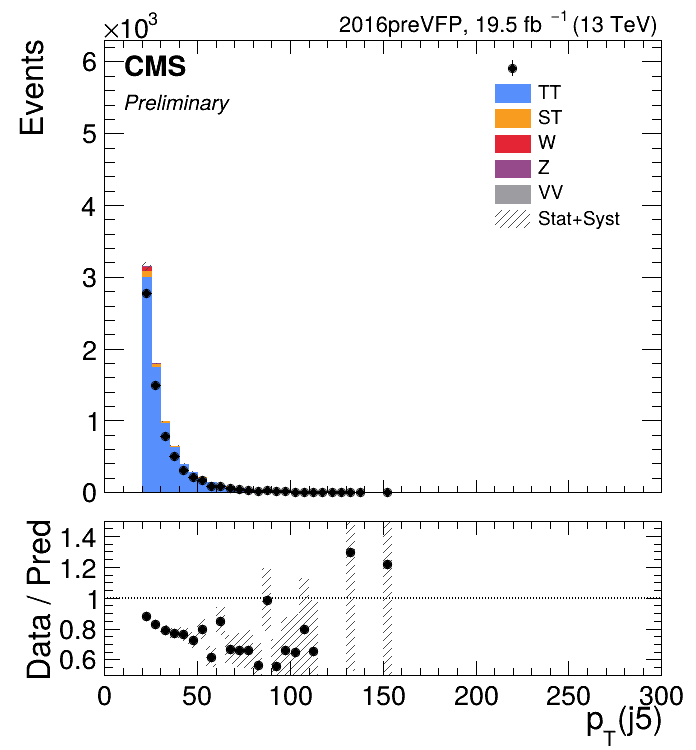 ×10³
2016preVFP, 19.5 fb⁻¹ (13 TeV)
CMS
Preliminary
TT
ST
W
Z
VV
Stat+Syst
Events
6
5
4
3
2
1
0
Data / Pred
1.4
1.2
1
0.8
0.6
0 50 100 150 200 250 300
p_T(j5)